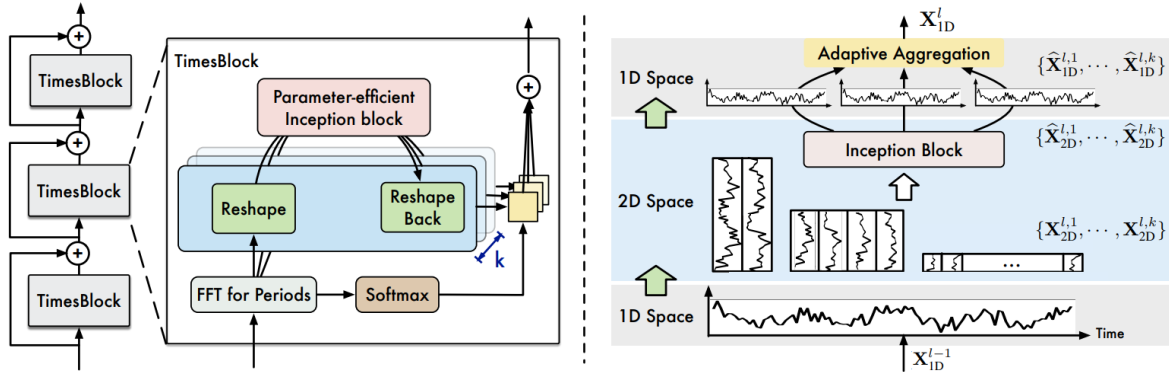 TimesBlock
TimesBlock
TimesBlock
+
+
+
TimesBlock
Parameter-efficient
Inception block
Reshape
Reshape
Back
k
FFT for Periods
Softmax
+
X^l_1D
Adaptive Aggregation
1D Space
{X̂^{l,1}_1D, ⋯, X̂^{l,k}_1D}
{X̂^{l,1}_2D, ⋯, X̂^{l,k}_2D}
Inception Block
2D Space
{X^{l,1}_2D, ⋯, X^{l,k}_2D}
...
1D Space
Time
X^{l-1}_1D